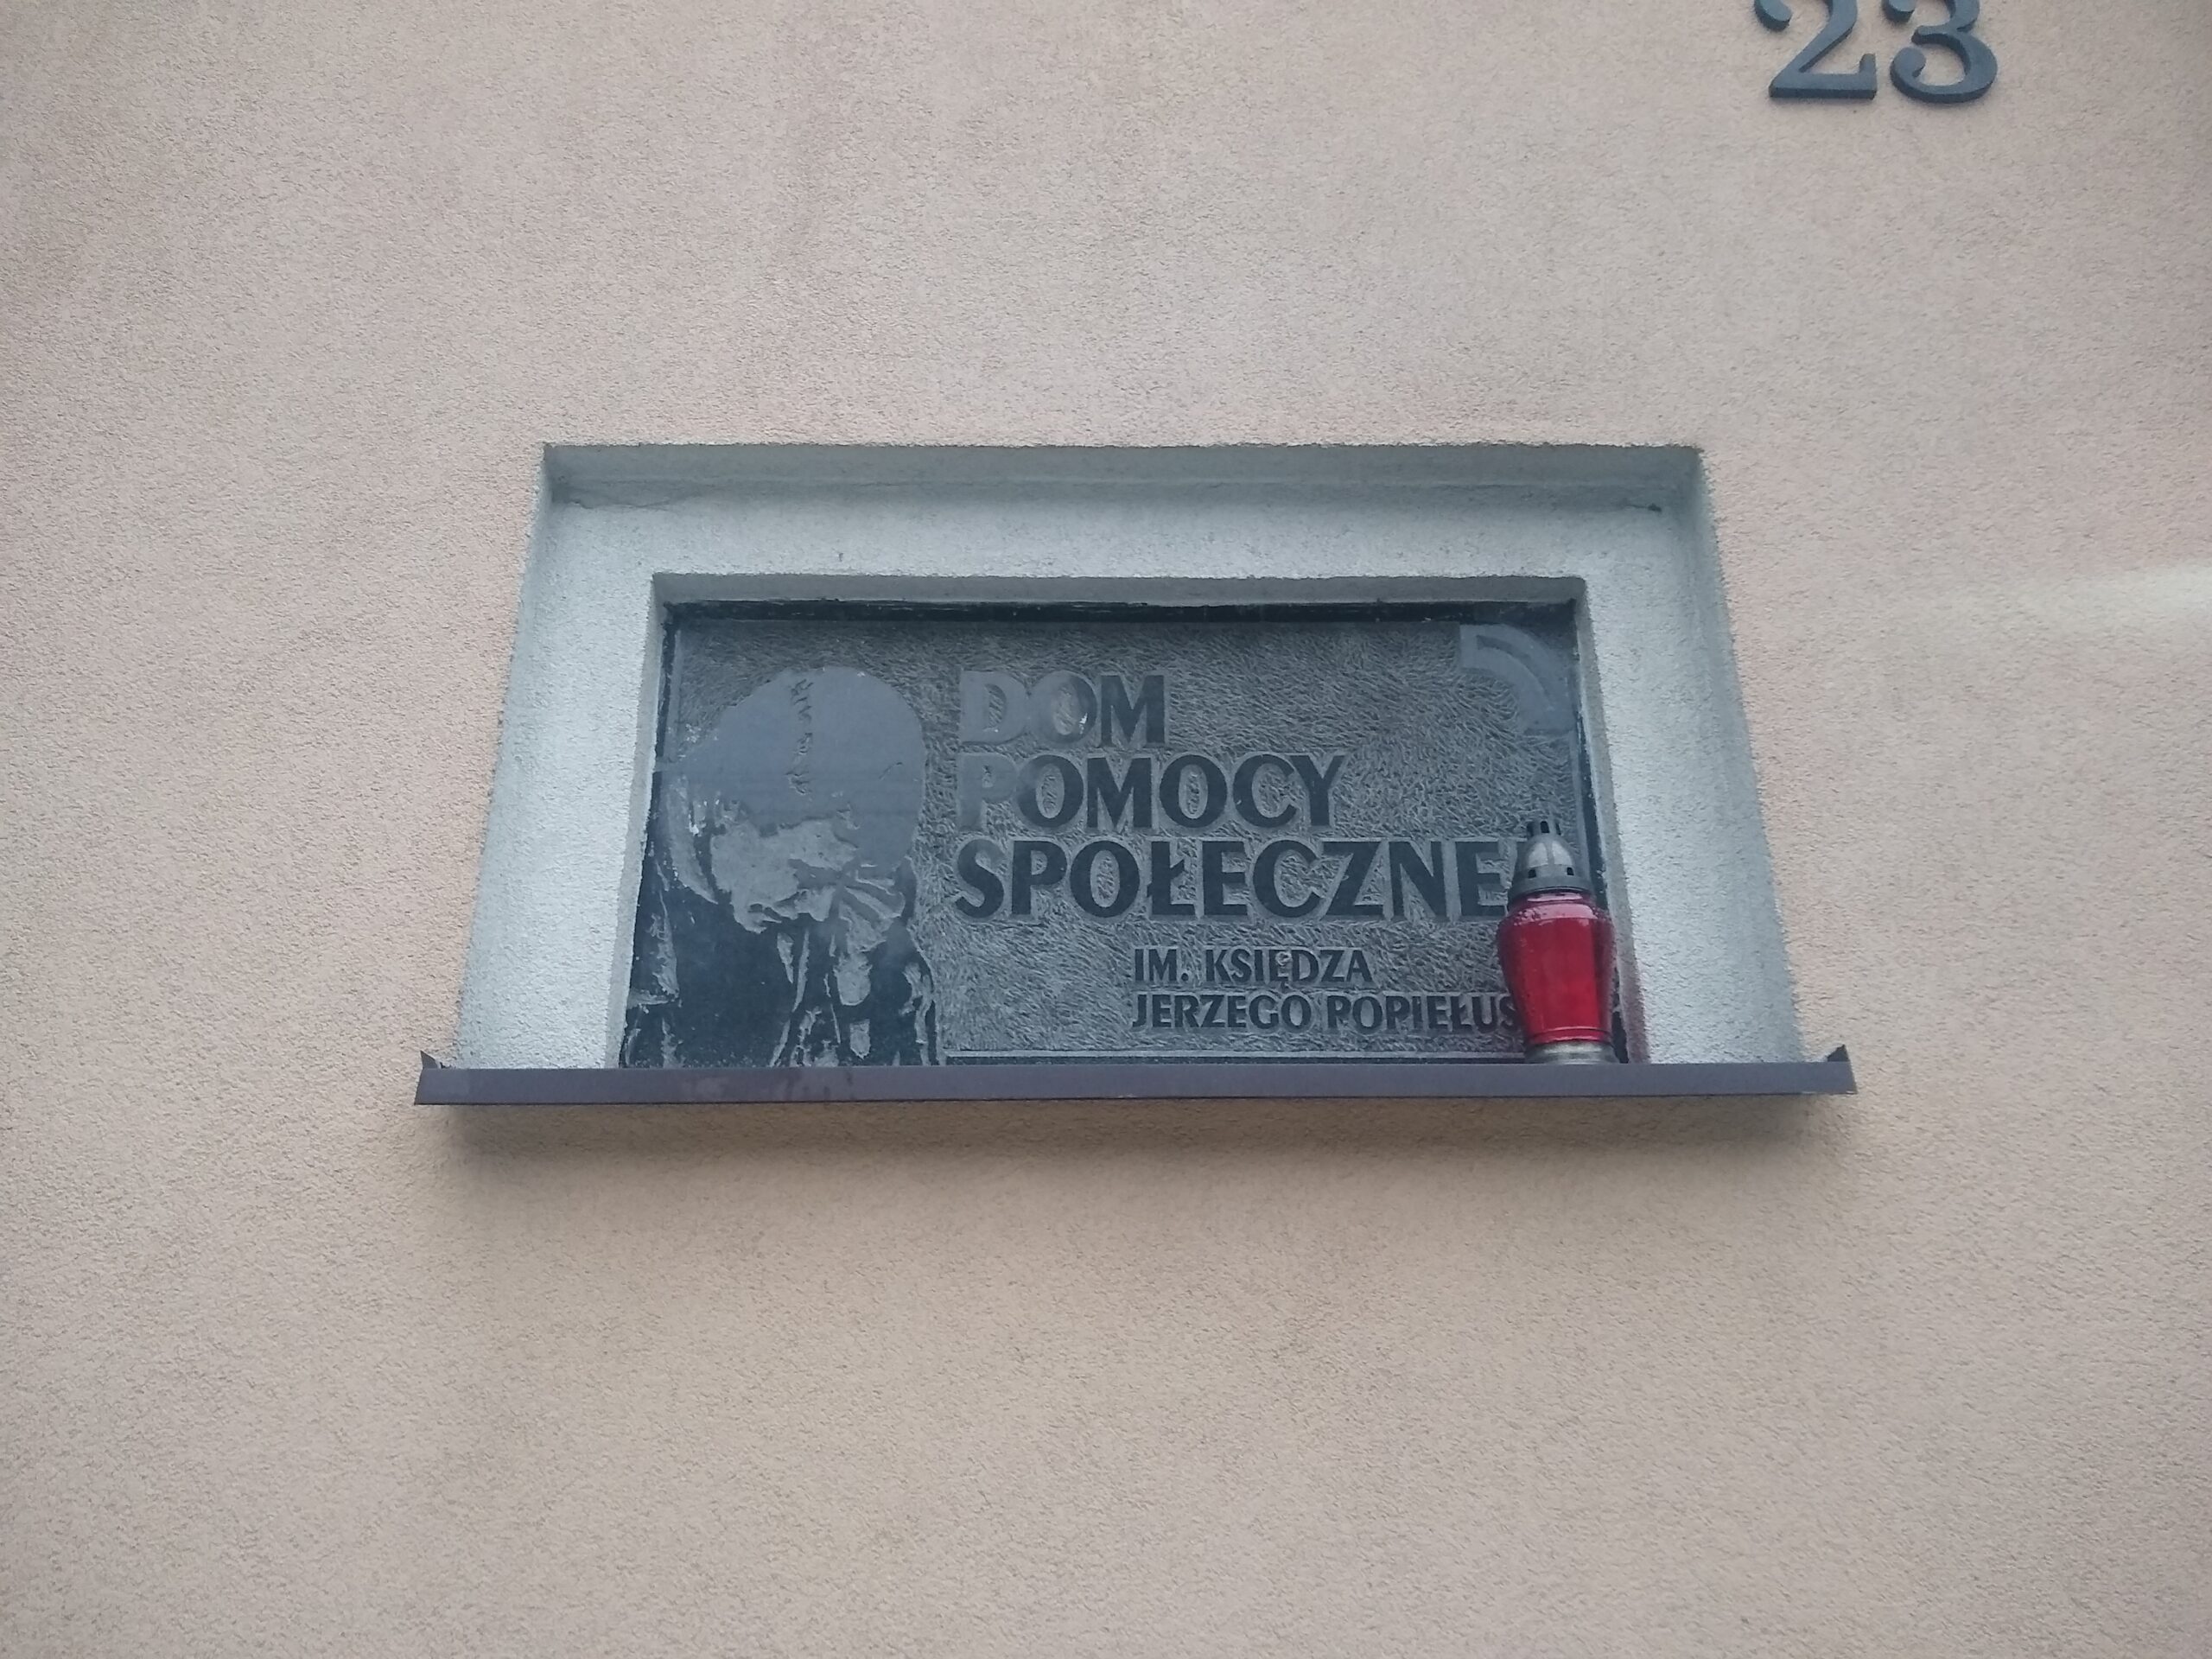 23
DOM
POMOCY
SPOŁECZNE
IM. KSIĘDZA
JERZEGO POPIEŁUS